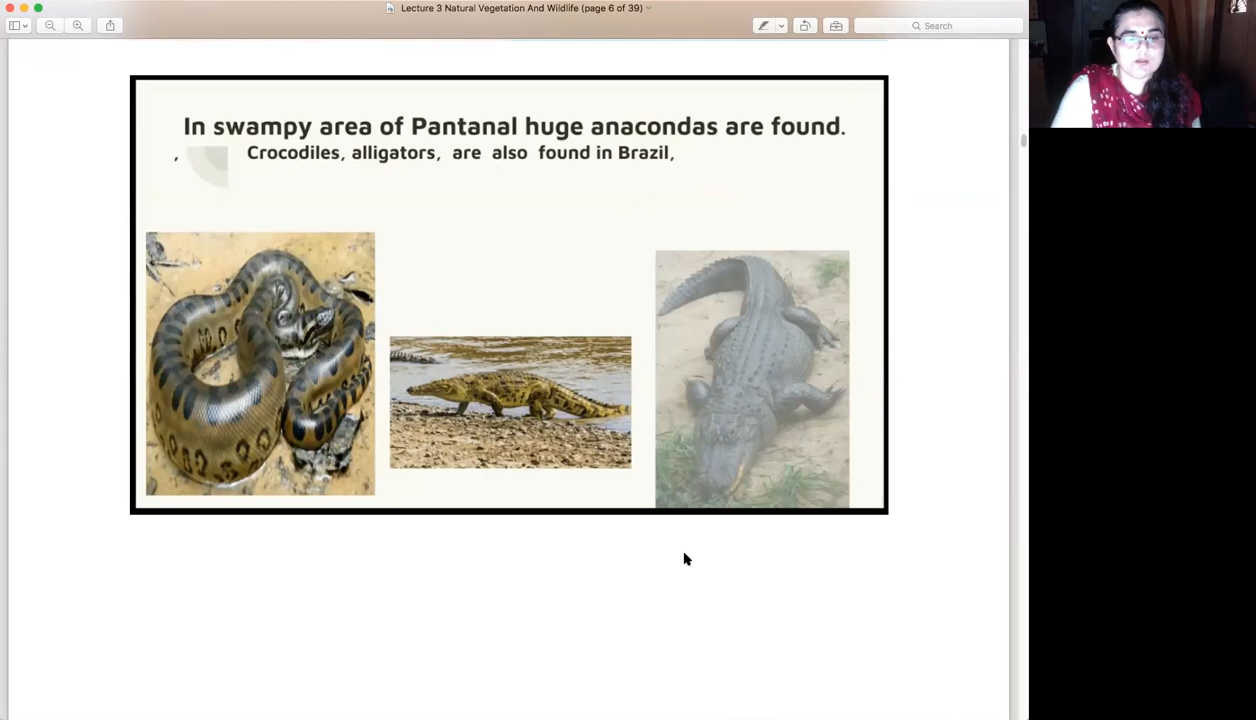 Lecture 3 Natural Vegetation And Wildlife (page 6 of 39)
Search
In swampy area of Pantanal huge anacondas are found.
, Crocodiles, alligators, are also found in Brazil,